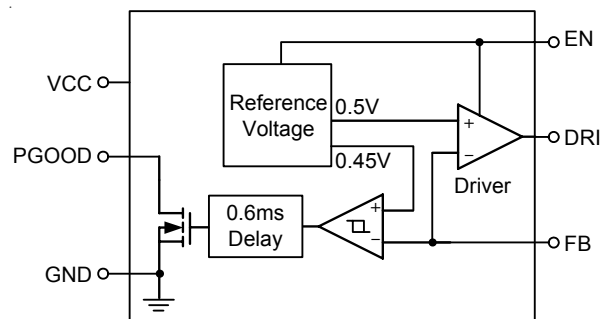 EN
VCC
Reference
Voltage
0.5V
0.45V
+
−
DRI
Driver
PGOOD
0.6ms
Delay
+
−
FB
GND